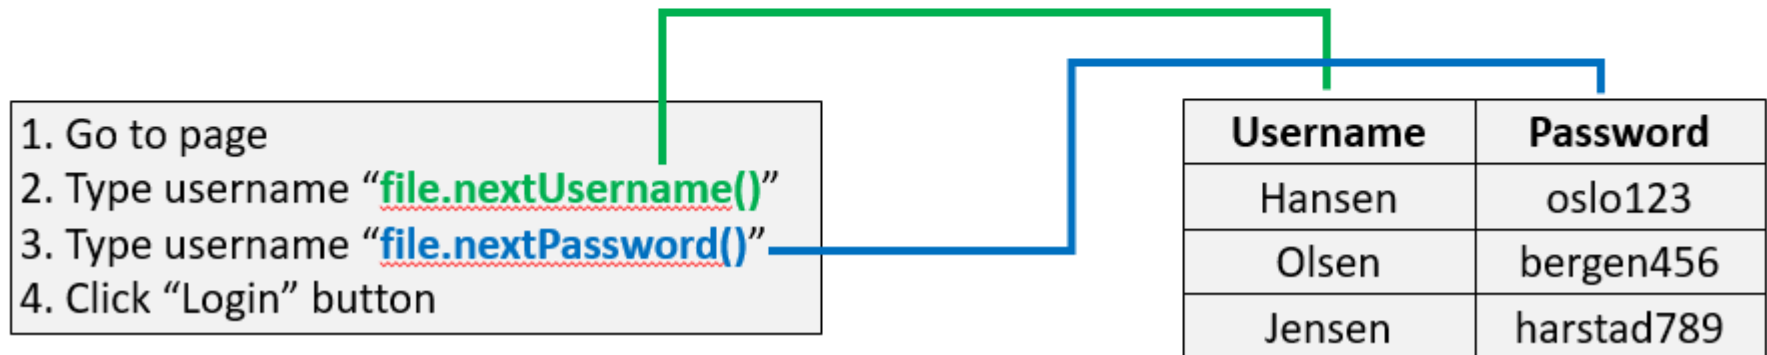 1. Go to page
2. Type username “file.nextUsername()”
3. Type username “file.nextPassword()”
4. Click “Login” button
Username Password
Hansen oslo123
Olsen bergen456
Jensen harstad789